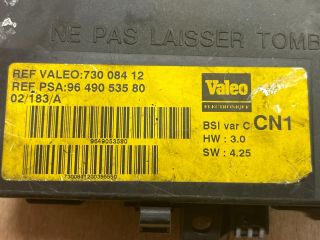 NE PAS LAISSER TOMB
REF VALEO:730 084 12
REF PSA:96 490 535 80
02/183/A
Valeo
ELECTRONIQUE
BSI var C CN1
HW : 3.0
SW : 4.25
9649053580